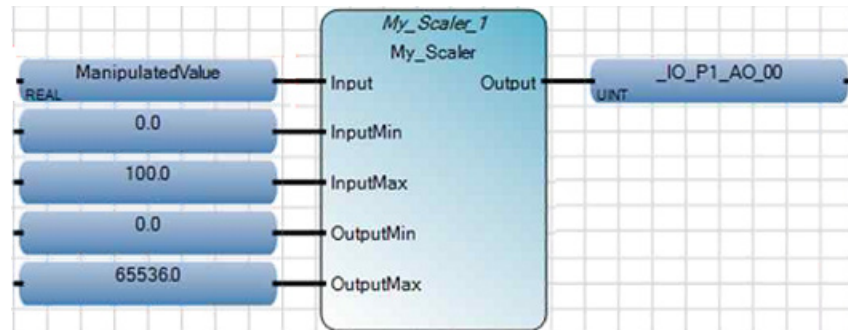 My_Scaler_1
My_Scaler
ManipulatedValue
REAL
Input
Output
_IO_P1_AO_00
UINT
0.0
InputMin
100.0
InputMax
0.0
OutputMin
65536.0
OutputMax